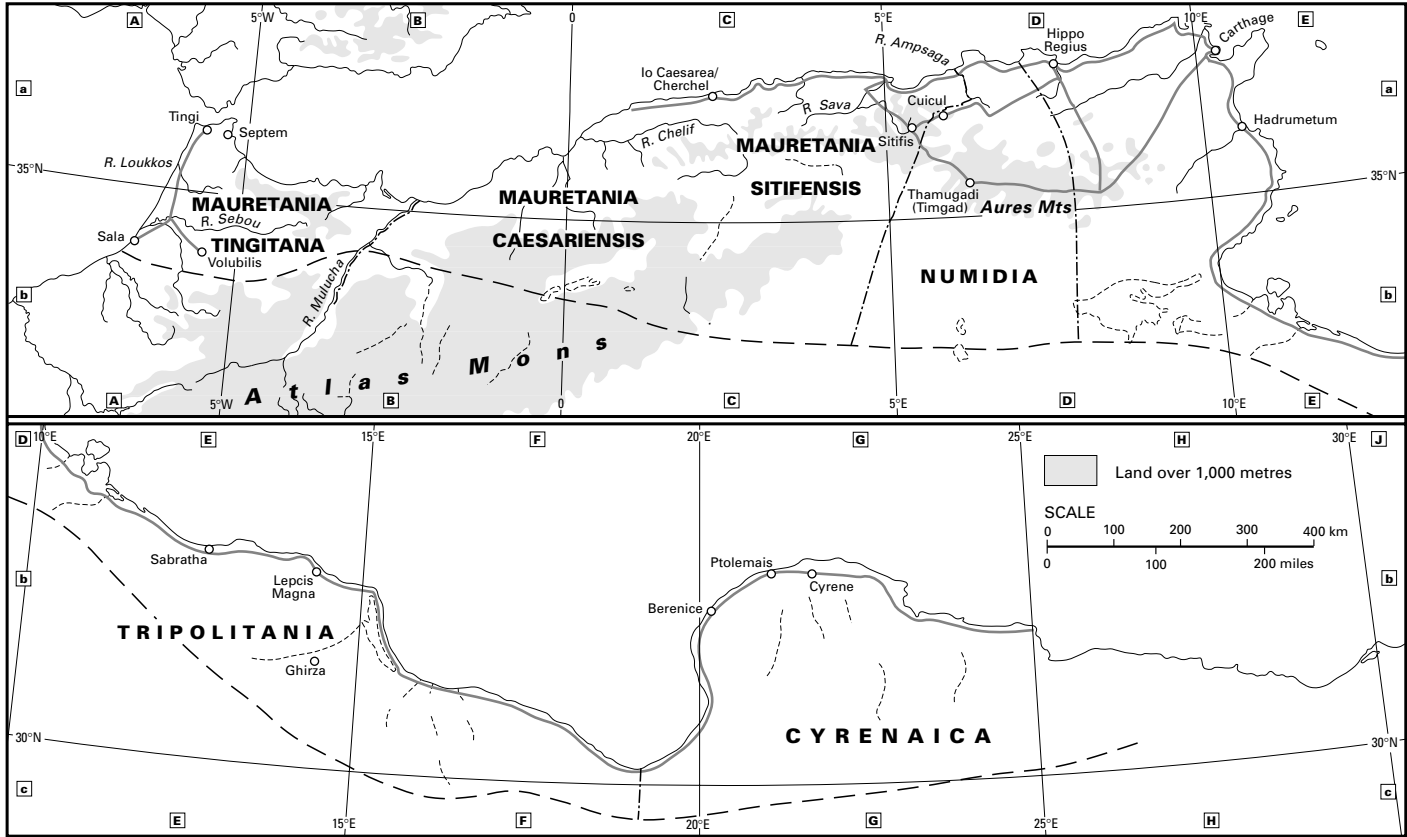 A
5°W
B
0
C
5°E
D
10°E
E
Carthage
Hippo
Regius
R. Ampsaga
Io Caesarea/
Cherchel
a
a
R. Sava
Cuicul
Tingi
Septem
Hadrumetum
R. Chelif
MAURETANIA
Sitifis
R. Loukkos
35°N
35°N
SITIFENSIS
MAURETANIA
Thamugadi
(Timgad)
Aures Mts
MAURETANIA
R. Sebou
Sala
TINGITANA
CAESARIENSIS
Volubilis
NUMIDIA
R. Mulucha
b
b
Atlas Mons
A
5°W
B
0
C
5°E
D
10°E
E
D
10°E
E
15°E
F
20°E
G
25°E
H
30°E
J
Land over 1,000 metres
SCALE
0 100 200 300 400 km
0 100 200 miles
Sabratha
Lepcis
Magna
Ptolemais
Cyrene
b
b
Berenice
TRIPOLITANIA
Ghirza
CYRENAICA
30°N
30°N
c
c
E
15°E
F
20°E
G
25°E
H